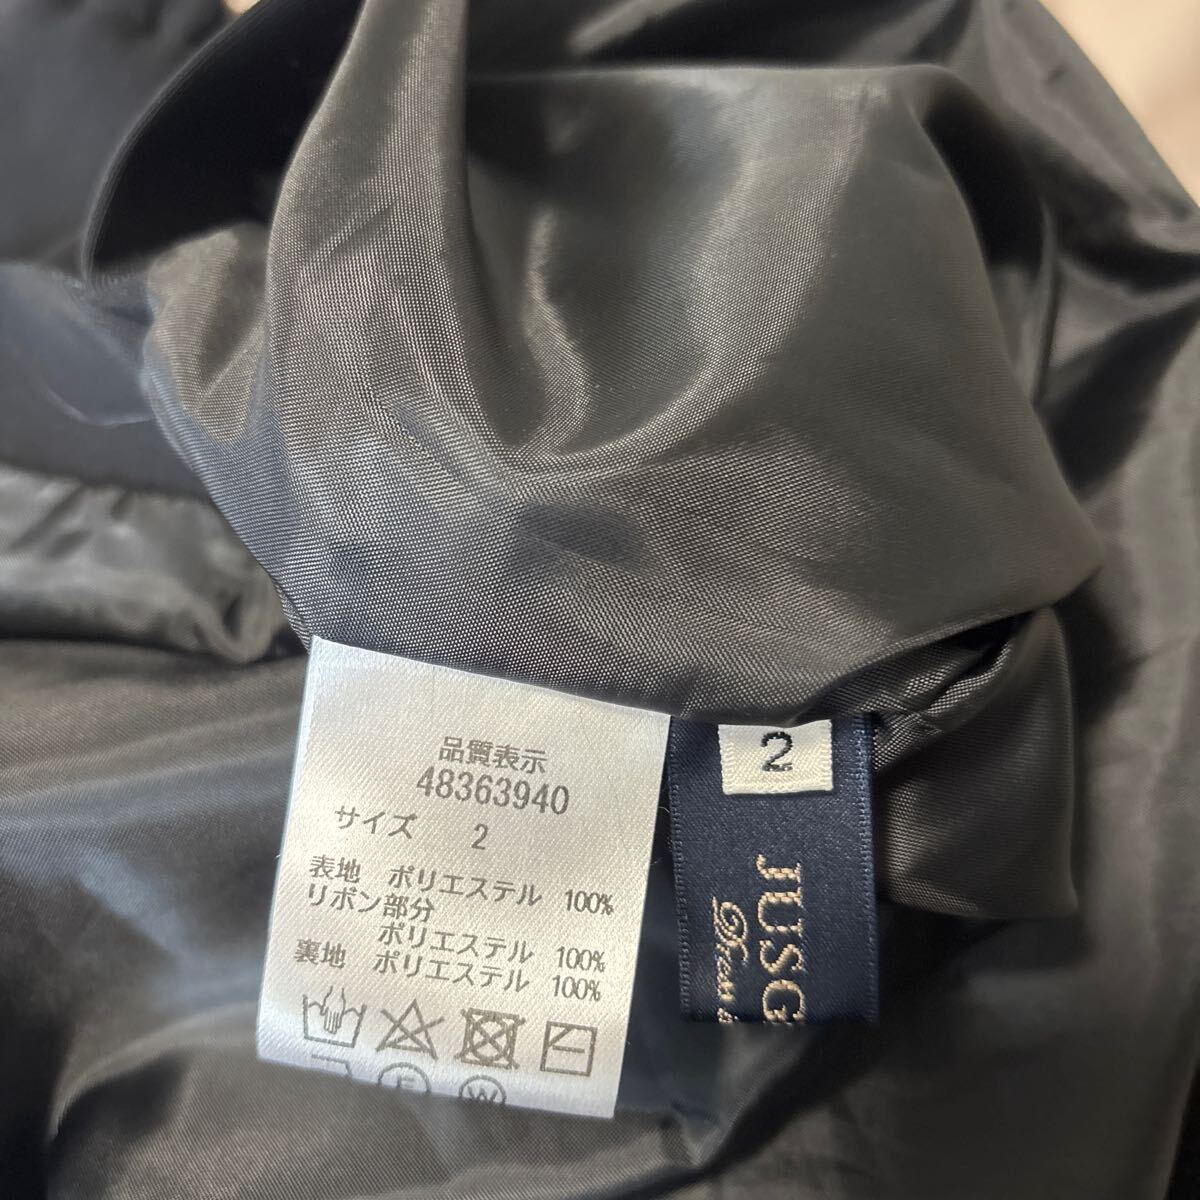 品質表示
48363940
サイズ 2
表地 ポリエステル 100%
リボン部分
ポリエステル 100%
裏地 ポリエステル 100%
W
2
JUSG